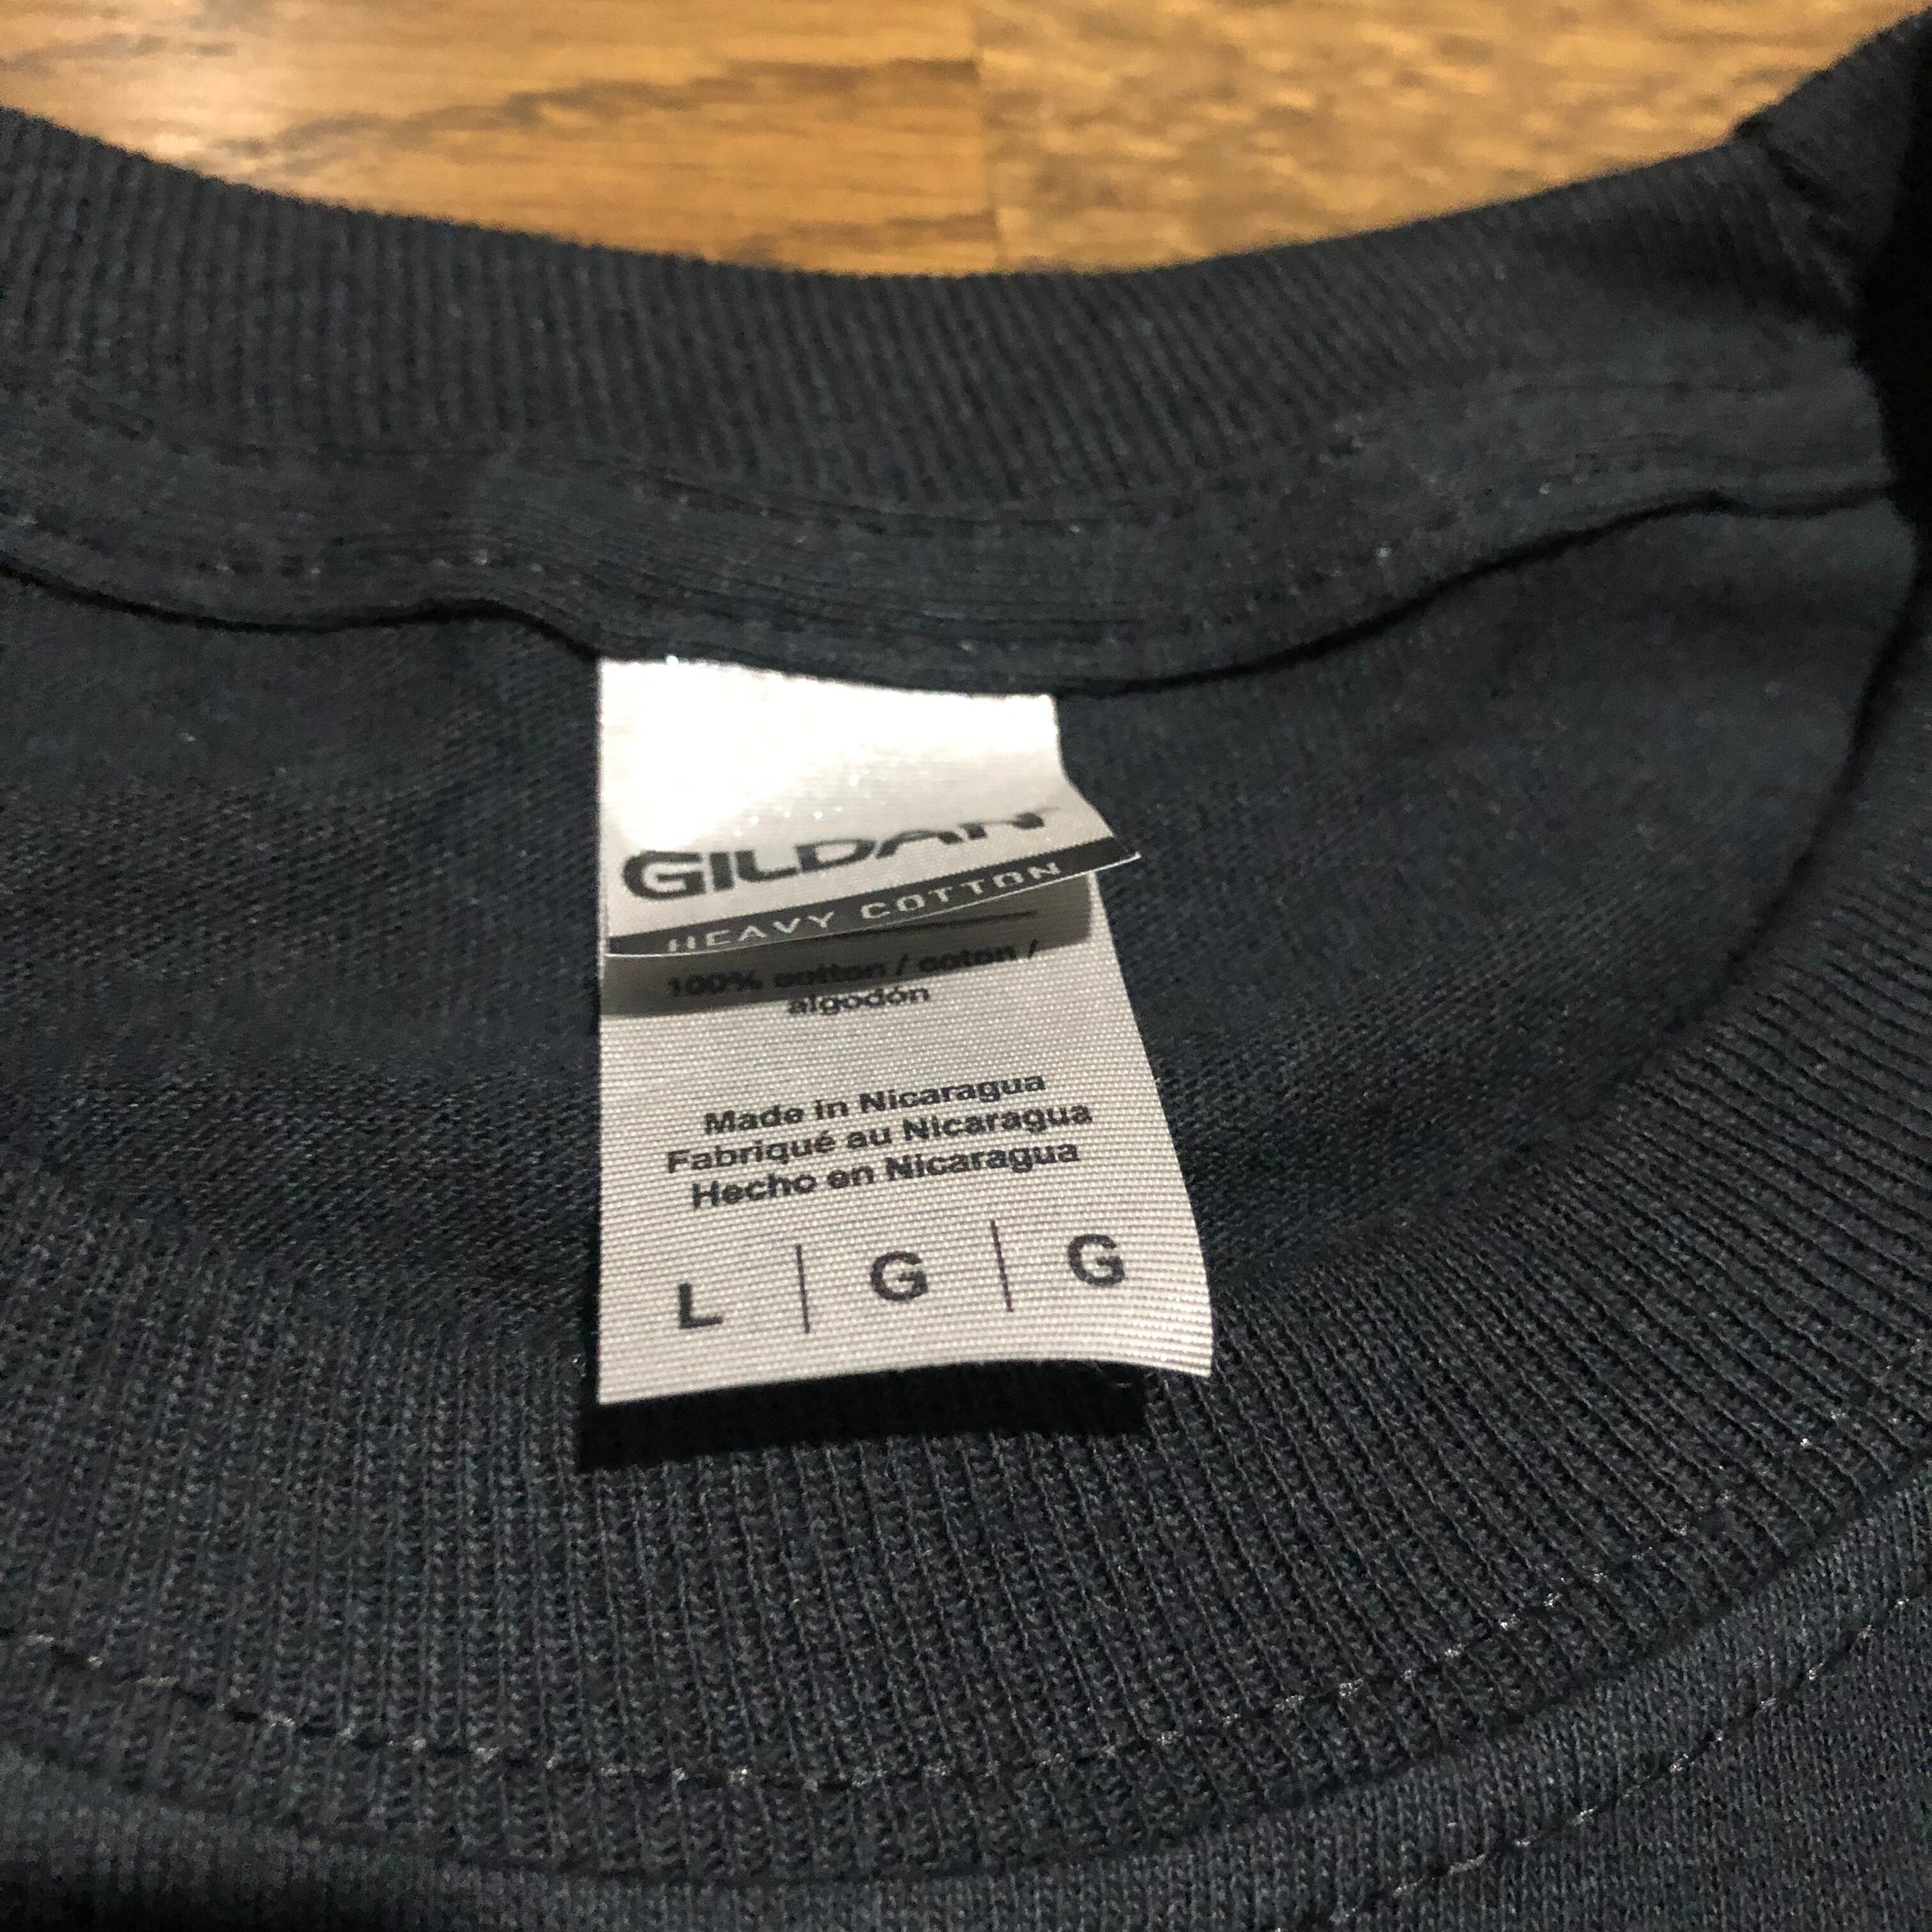 GILDAN
HEAVY COTTON
100% cotton / coton /
algodón
Made in Nicaragua
Fabriqué au Nicaragua
Hecho en Nicaragua
L | G | G